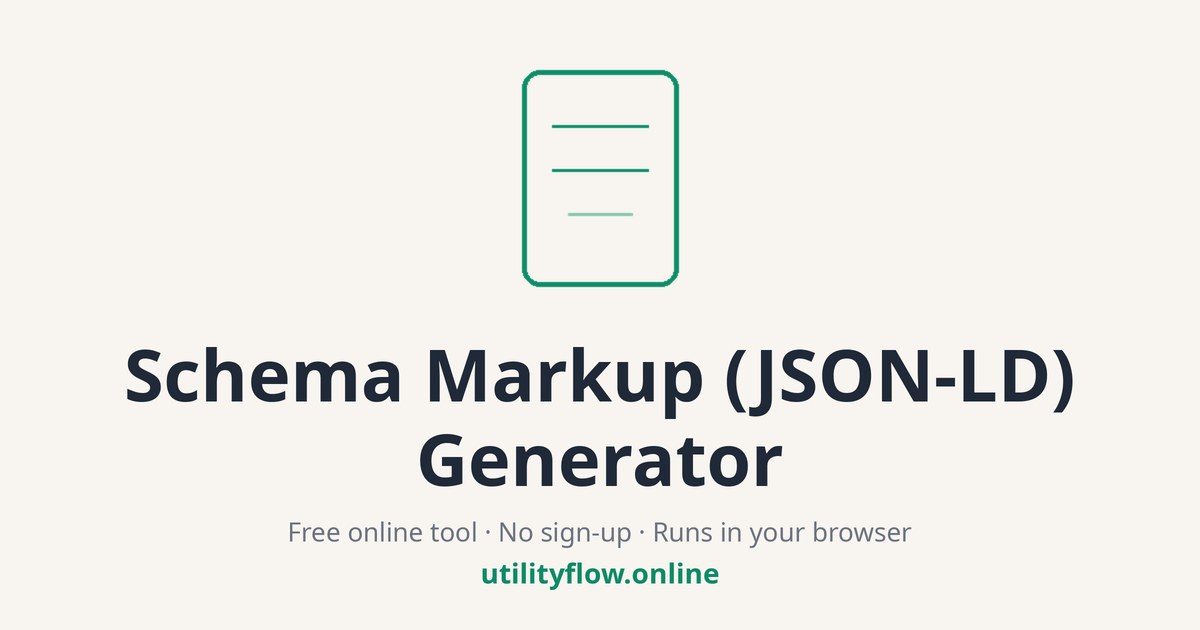 Schema Markup (JSON-LD)
Generator
Free online tool · No sign-up · Runs in your browser
utilityflow.online